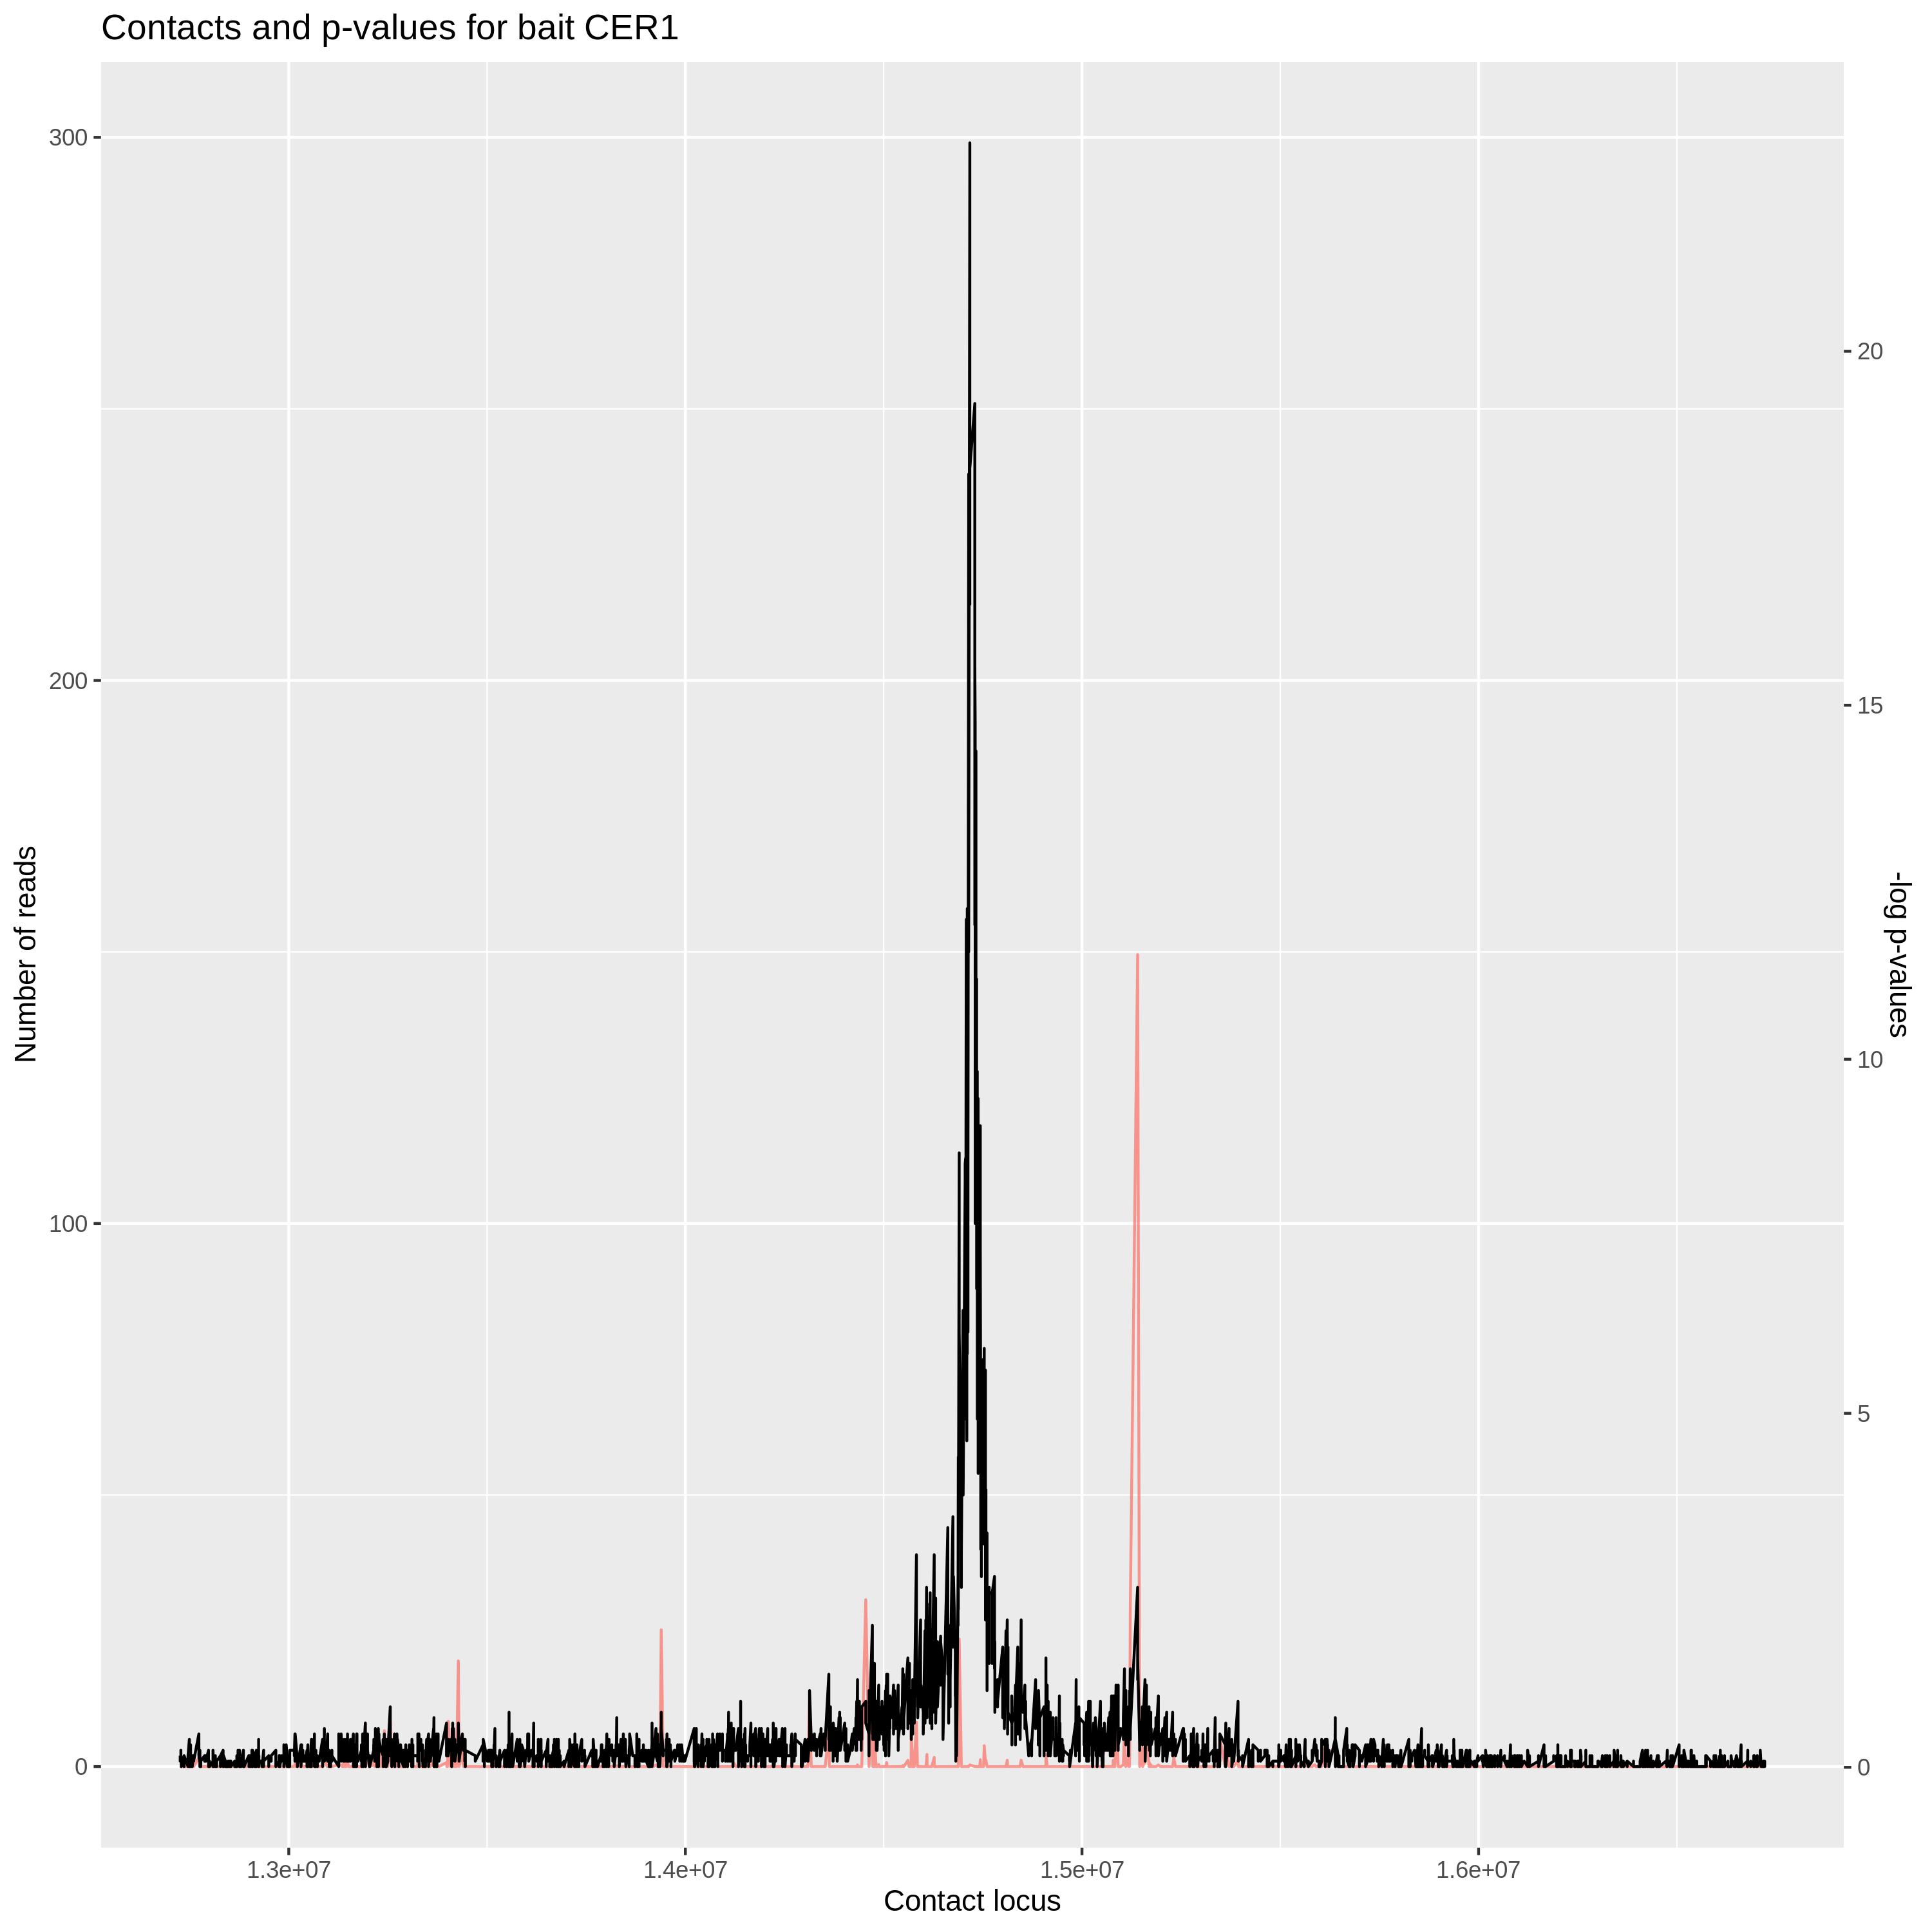 Contacts and p-values for bait CER1
300
200
100
0
Number of reads
20
15
10
5
0
-log p-values
1.3e+07
1.4e+07
1.5e+07
1.6e+07
Contact locus